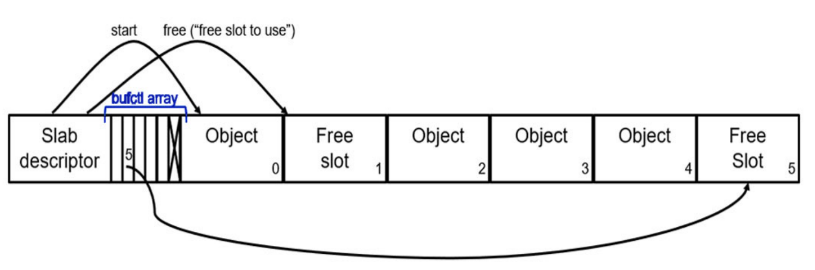 start
free (“free slot to use”)
bufctl array
Slab
descriptor
5
Object
0
Free
slot
1
Object
2
Object
3
Object
4
Free
Slot
5